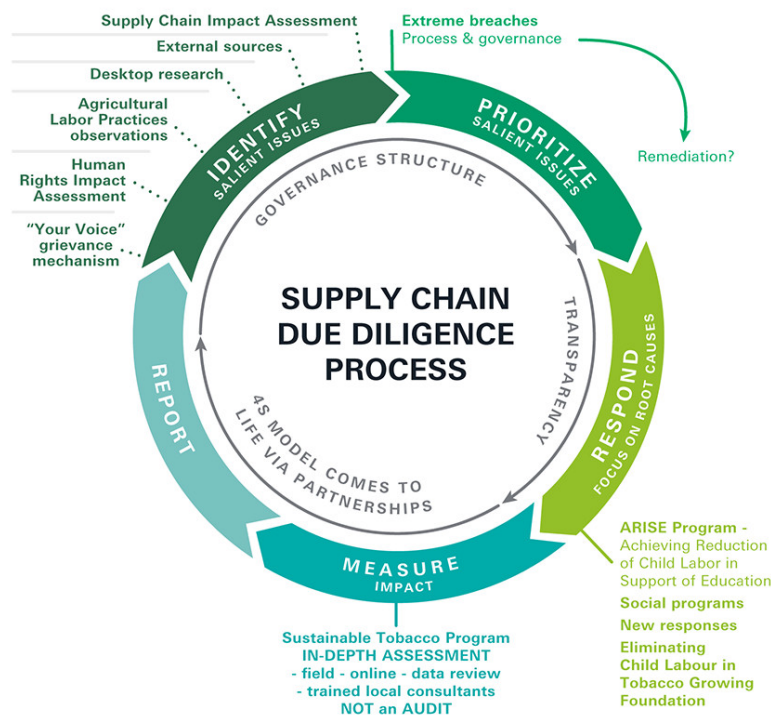 Supply Chain Impact Assessment
External sources
Desktop research
Agricultural
Labor Practices
observations
Human
Rights Impact
Assessment
“Your Voice”
grievance
mechanism
IDENTIFY
SALIENT ISSUES
Extreme breaches
Process & governance
Remediation?
PRIORITIZE
SALIENT ISSUES
GOVERNANCE STRUCTURE
SUPPLY CHAIN
DUE DILIGENCE
PROCESS
TRANSPARENCY
RESPOND
FOCUS ON ROOT CAUSES
ARISE Program -
Achieving Reduction
of Child Labor in
Support of Education
Social programs
New responses
Eliminating
Child Labour in
Tobacco Growing
Foundation
4S MODEL COMES TO
LIFE VIA PARTNERSHIPS
MEASURE
IMPACT
Sustainable Tobacco Program
IN-DEPTH ASSESSMENT
- field - online - data review
- trained local consultants
NOT an AUDIT
REPORT